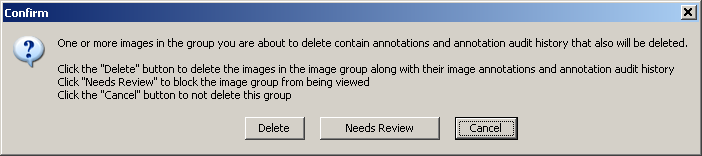 Confirm
One or more images in the group you are about to delete contain annotations and annotation audit history that also will be deleted.
Click the "Delete" button to delete the images in the image group along with their image annotations and annotation audit history
Click "Needs Review" to block the image group from being viewed
Click the "Cancel" button to not delete this group
Delete
Needs Review
Cancel